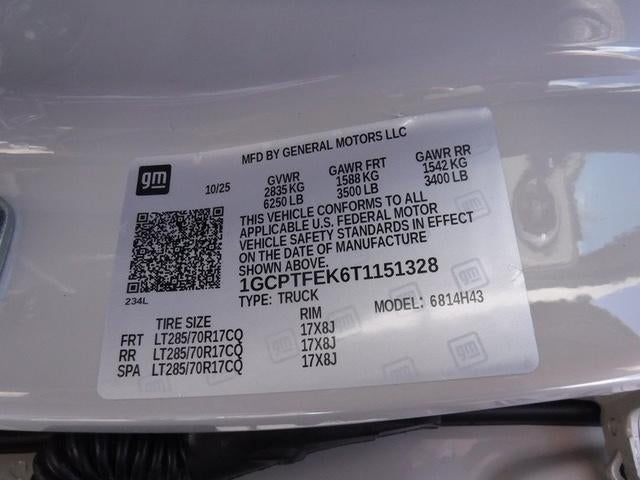 MFD BY GENERAL MOTORS LLC
gm
10/25
GVWR GAWR FRT GAWR RR
2835 KG 1588 KG 1542 KG
6250 LB 3500 LB 3400 LB
THIS VEHICLE CONFORMS TO ALL
APPLICABLE U.S. FEDERAL MOTOR
VEHICLE SAFETY STANDARDS IN EFFECT
ON THE DATE OF MANUFACTURE
SHOWN ABOVE.
1GCPTFEK6T1151328
234L
TYPE: TRUCK MODEL: 6814H43
TIRE SIZE RIM
FRT LT285/70R17CQ 17X8J
RR LT285/70R17CQ 17X8J
SPA LT285/70R17CQ 17X8J